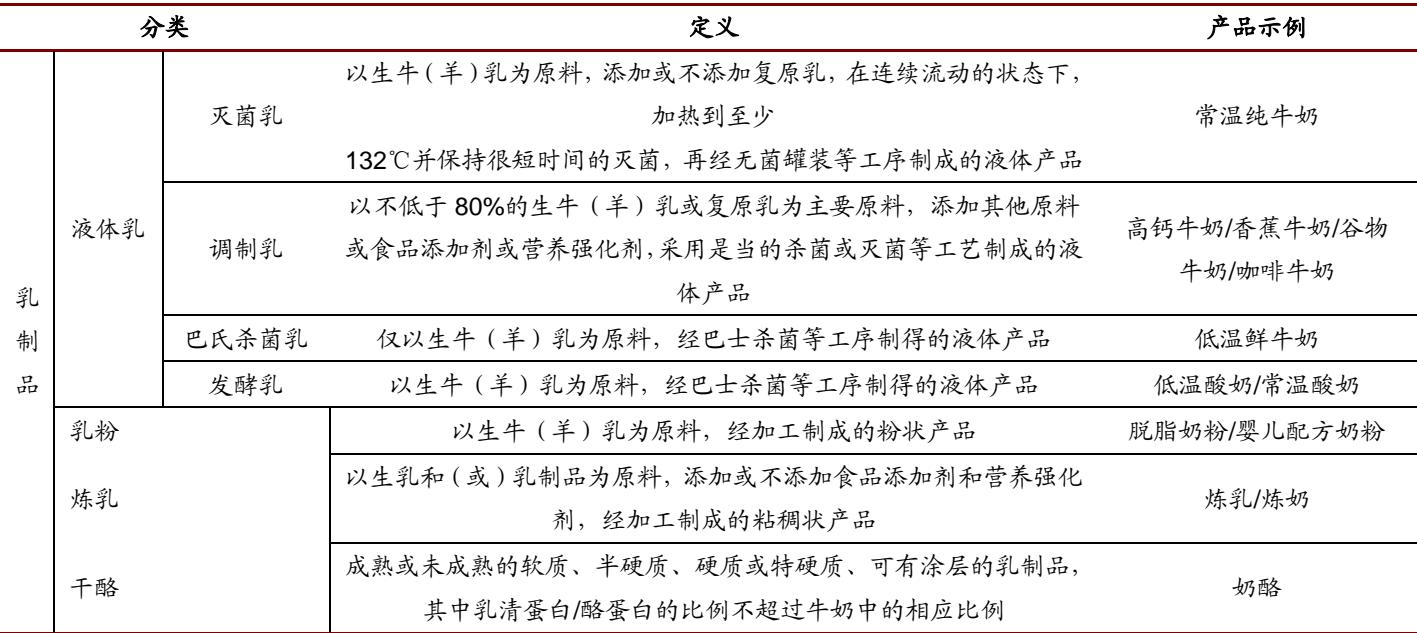 分类 定义 产品示例
乳制品
液体乳
灭菌乳
以生牛(羊)乳为原料,添加或不添加复原乳,在连续流动的状态下,
加热到至少
132℃并保持很短时间的灭菌,再经无菌罐装等工序制成的液体产品
常温纯牛奶
调制乳
以不低于 80%的生牛(羊)乳或复原乳为主要原料,添加其他原料
或食品添加剂或营养强化剂,采用是当的杀菌或灭菌等工艺制成的液
体产品
高钙牛奶/香蕉牛奶/谷物
牛奶/咖啡牛奶
巴氏杀菌乳 仅以生牛(羊)乳为原料,经巴士杀菌等工序制得的液体产品 低温鲜牛奶
发酵乳 以生牛(羊)乳为原料,经巴士杀菌等工序制得的液体产品 低温酸奶/常温酸奶
乳粉 以生牛(羊)乳为原料,经加工制成的粉状产品 脱脂奶粉/婴儿配方奶粉
炼乳
以生乳和(或)乳制品为原料,添加或不添加食品添加剂和营养强化
剂,经加工制成的粘稠状产品
炼乳/炼奶
干酪
成熟或未成熟的软质、半硬质、硬质或特硬质、可有涂层的乳制品,
其中乳清蛋白/酪蛋白的比例不超过牛奶中的相应比例
奶酪